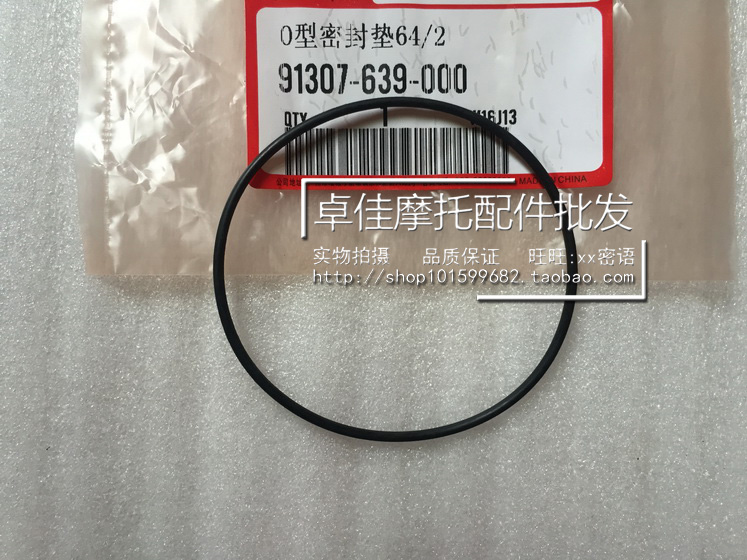 O型密封垫64/2
91307-639-000
QTY 1
MADE IN CHINA
卓佳摩托配件批发
实物拍摄 品质保证 旺旺:xx密语
http://shop101599682.taobao.com